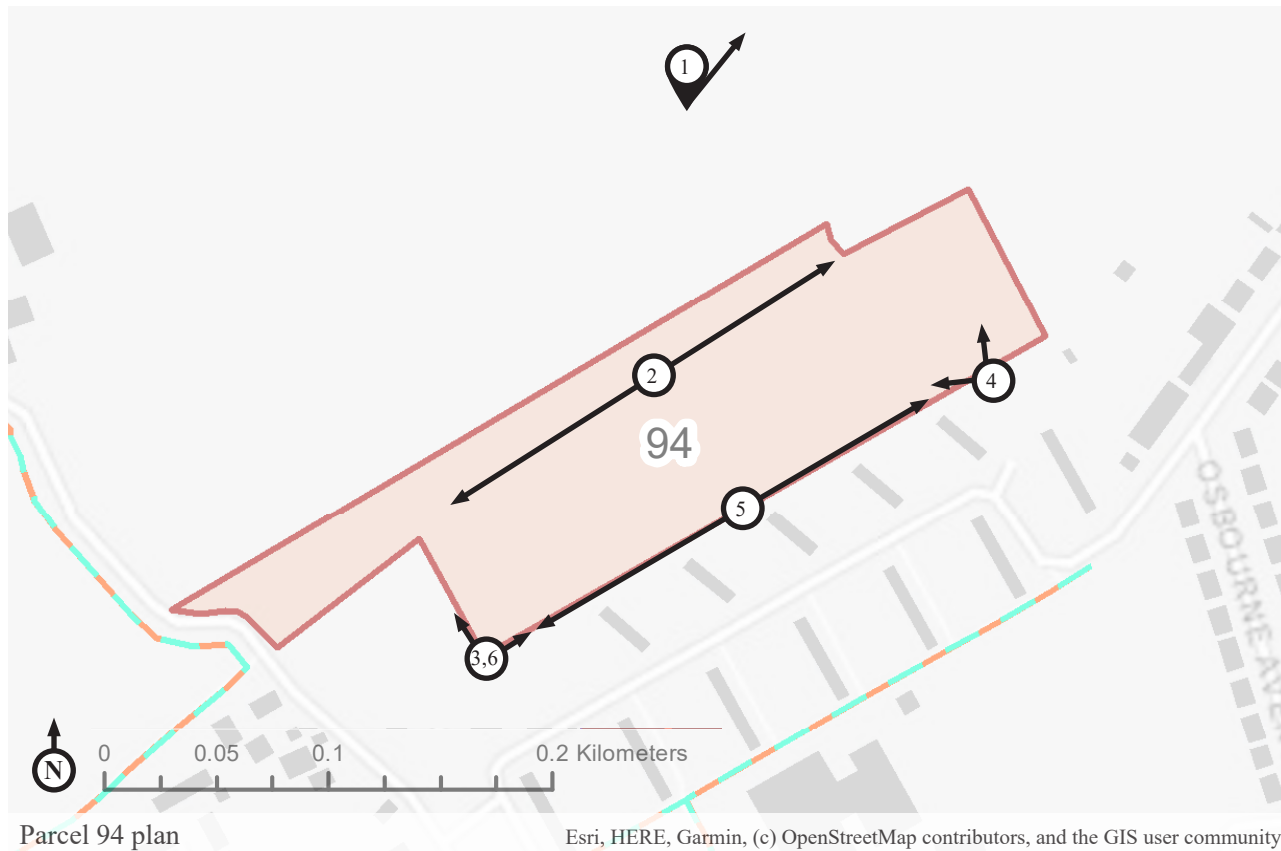 1
2
94
4
5
3,6
OSBOURNE AVEN
N
0 0.05 0.1 0.2 Kilometers
Parcel 94 plan
Esri, HERE, Garmin, (c) OpenStreetMap contributors, and the GIS user community